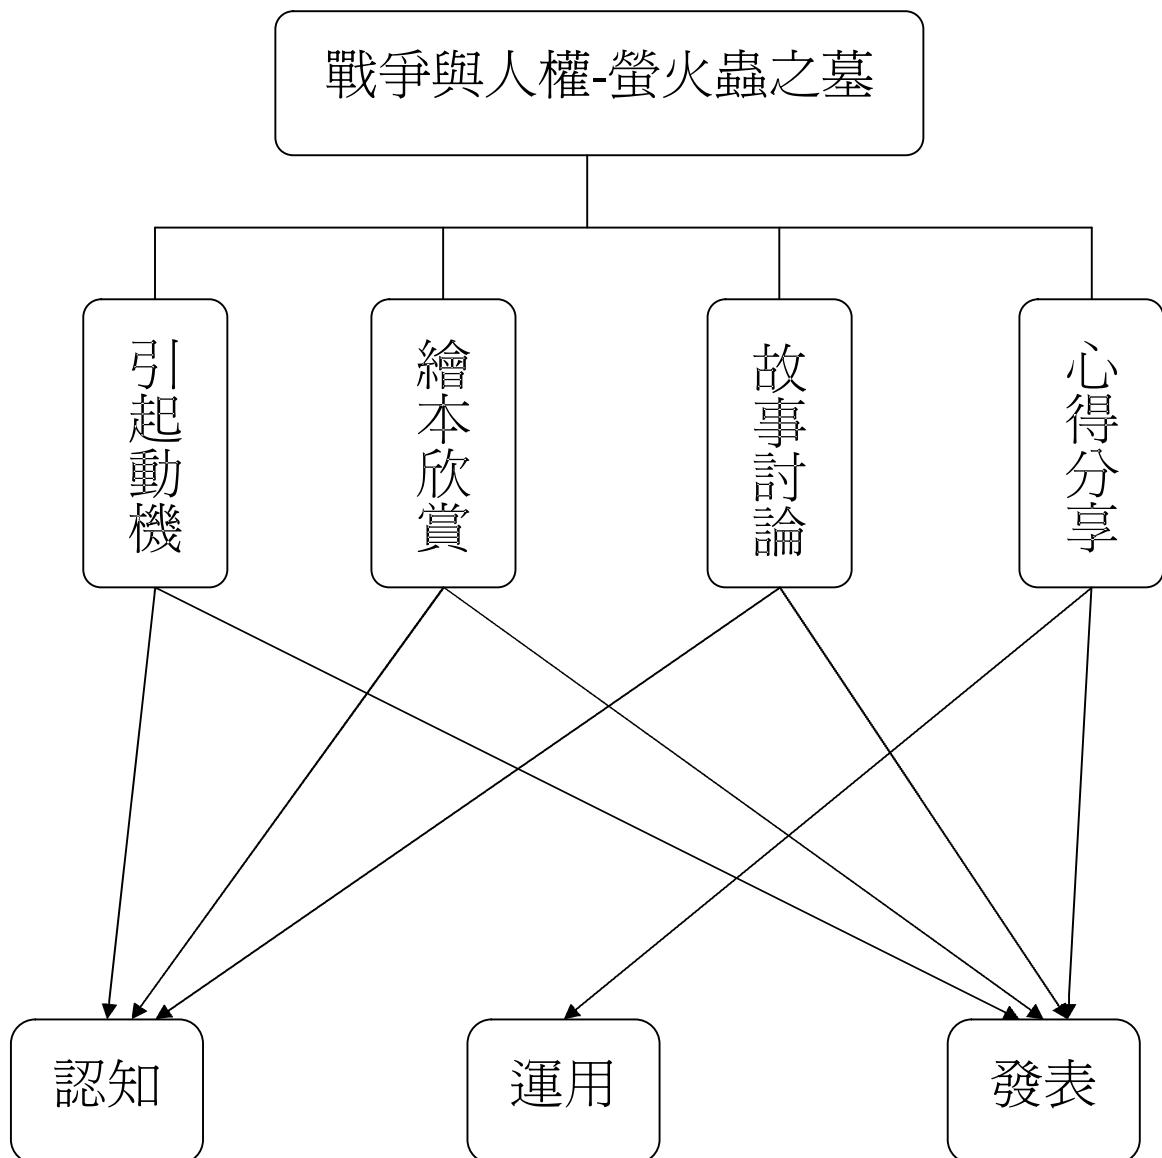 戰爭與人權-螢火蟲之墓
引起動機
繪本欣賞
故事討論
心得分享
認知
運用
發表